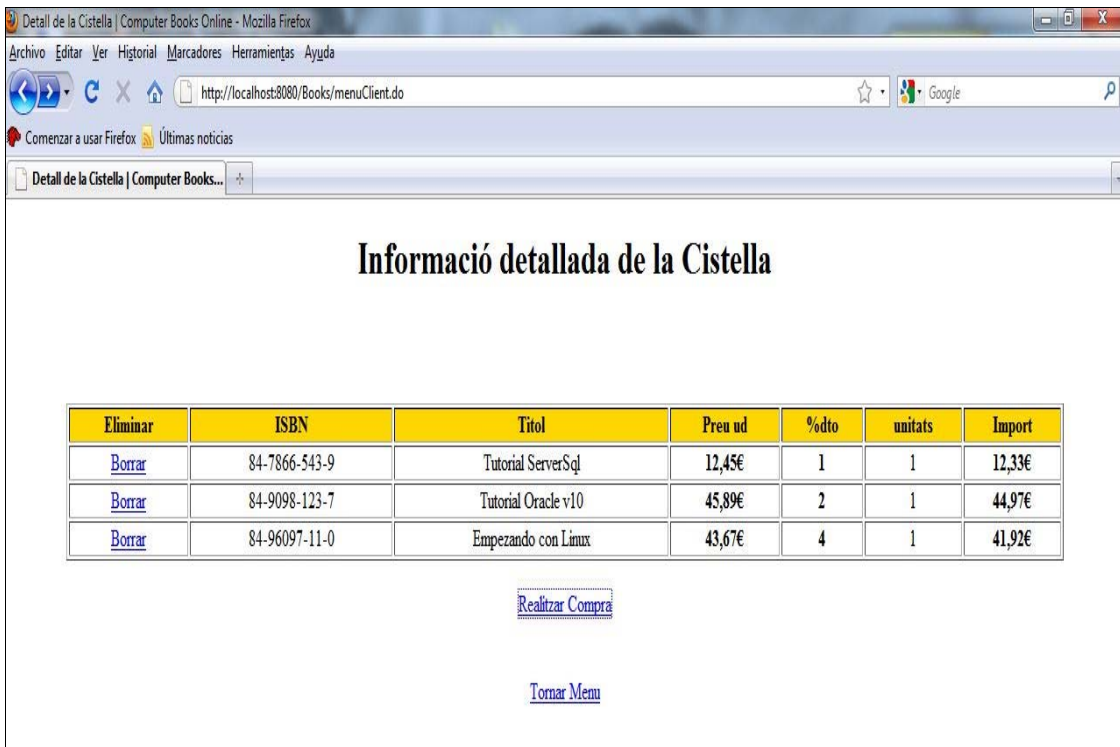 Detall de la Cistella | Computer Books Online - Mozilla Firefox
Archivo Editar Ver Historial Marcadores Herramientas Ayuda
http://localhost:8080/Books/menuClient.do Google
Comenzar a usar Firefox Últimas noticias
Detall de la Cistella | Computer Books...
Informació detallada de la Cistella
Eliminar ISBN Titol Preu ud %dto unitats Import
Borrar 84-7866-543-9 Tutorial ServerSql 12,45€ 1 1 12,33€
Borrar 84-9098-123-7 Tutorial Oracle v10 45,89€ 2 1 44,97€
Borrar 84-96097-11-0 Empezando con Linux 43,67€ 4 1 41,92€
Realitzar Compra
Tornar Menu